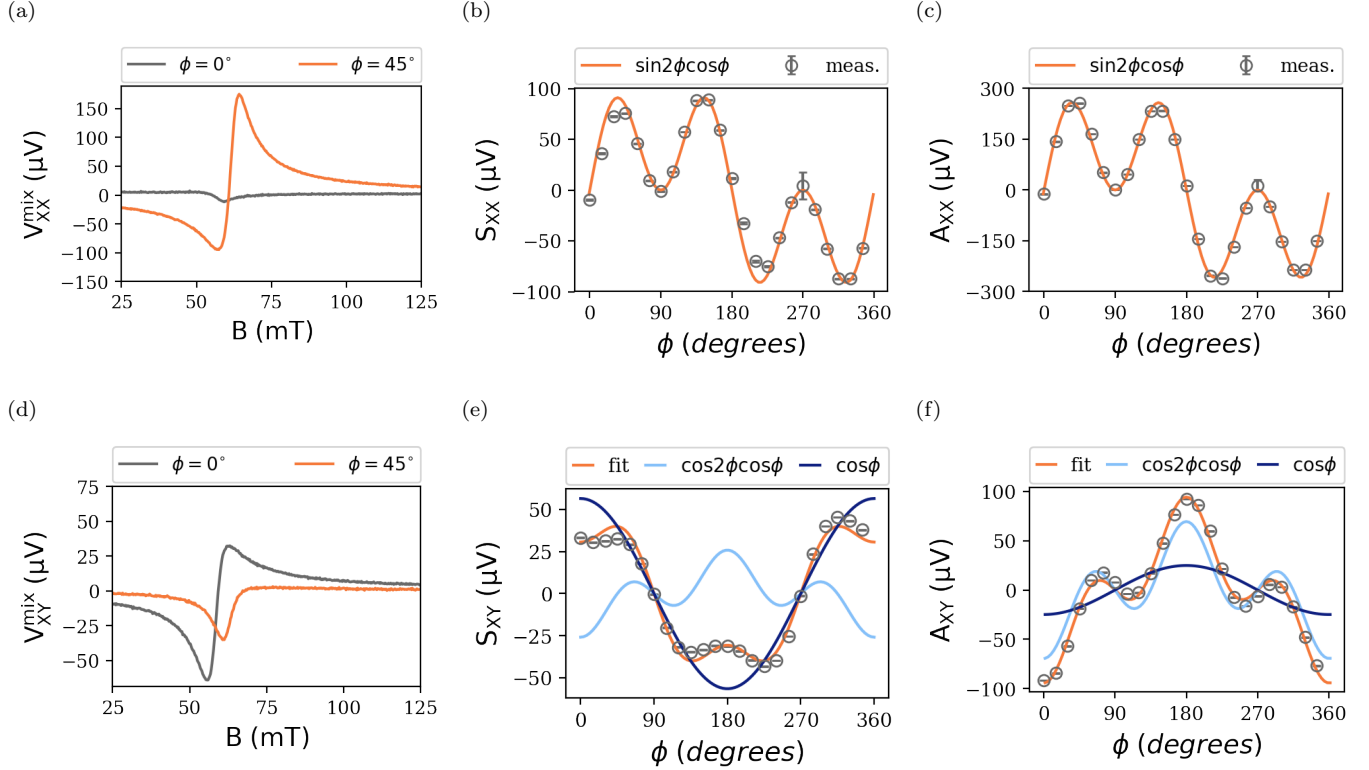 (a)
(b)
(c)
ϕ = 0° ϕ = 45°
sin2ϕcosϕ meas.
sin2ϕcosϕ meas.
V_XX^mix (μV)
150
100
50
0
−50
−100
−150
25 50 75 100 125
B (mT)
S_XX (μV)
100
50
0
−50
−100
0 90 180 270 360
ϕ (degrees)
A_XX (μV)
300
150
0
−150
−300
0 90 180 270 360
ϕ (degrees)
(d)
(e)
(f)
ϕ = 0° ϕ = 45°
fit cos2ϕcosϕ cosϕ
fit cos2ϕcosϕ cosϕ
V_XY^mix (μV)
75
50
25
0
−25
−50
25 50 75 100 125
B (mT)
S_XY (μV)
50
25
0
−25
−50
0 90 180 270 360
ϕ (degrees)
A_XY (μV)
100
50
0
−50
−100
0 90 180 270 360
ϕ (degrees)